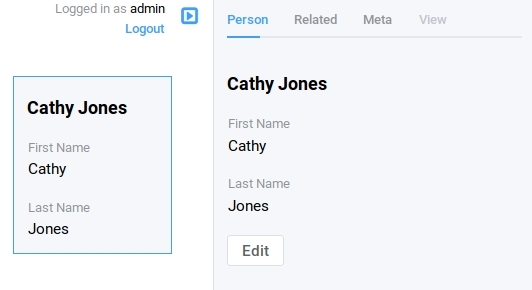 Logged in as admin
Logout
Cathy Jones
First Name
Cathy
Last Name
Jones
Person Related Meta View
Cathy Jones
First Name
Cathy
Last Name
Jones
Edit